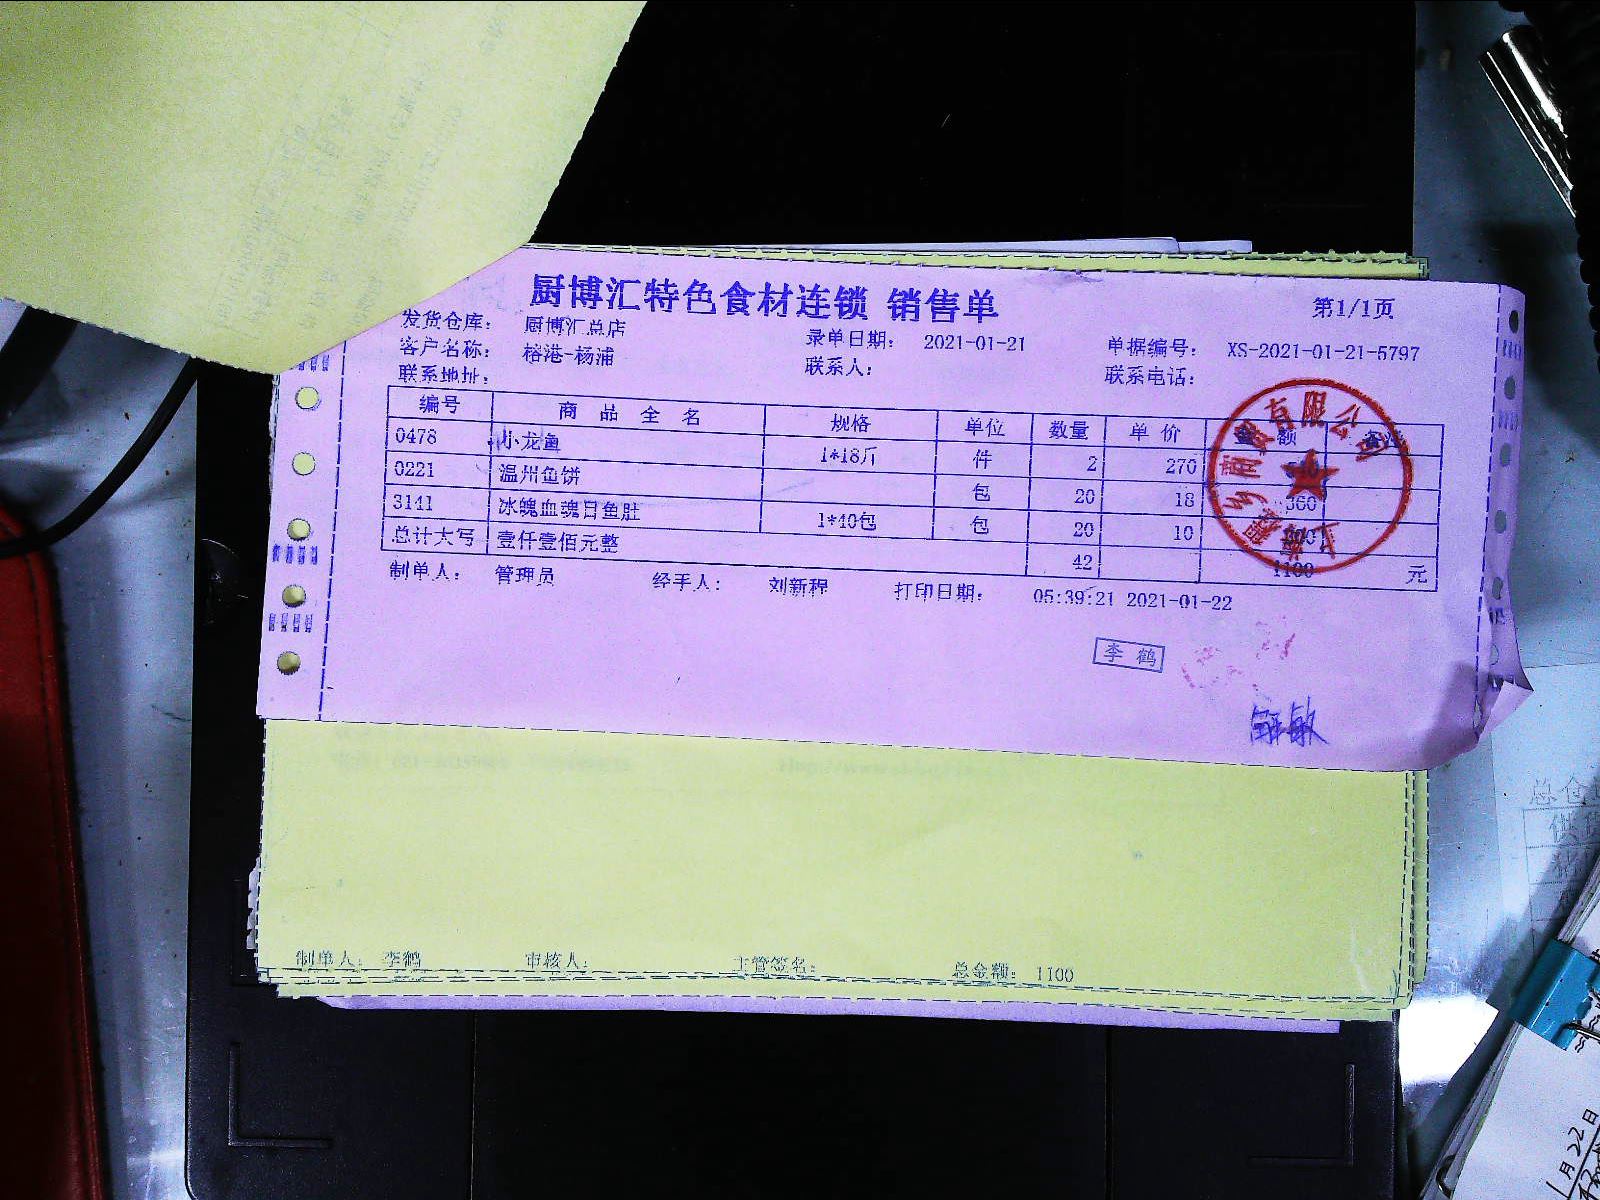 厨博汇特色食材连锁 销售单
第1/1页
发货仓库： 厨博汇总店
录单日期： 2021-01-21
单据编号： XS-2021-01-21-5797
客户名称： 榕港-杨浦
联系人：
联系电话：
联系地址：
编号 商品全名 规格 单位 数量 单价 金额
0478 小龙鱼 1*18斤 件 2 270
0221 温州鱼饼 包 20 18 360
3141 冰魄血魂目鱼肚 1*40包 包 20 10
总计大写 壹仟壹佰元整 42 1100 元
制单人： 管理员 经手人： 刘新程 打印日期： 05:39:21 2021-01-22
李鹤
制单人： 李鹤 审核人： 主管签名： 总金额： 1100
总仓
1月22日